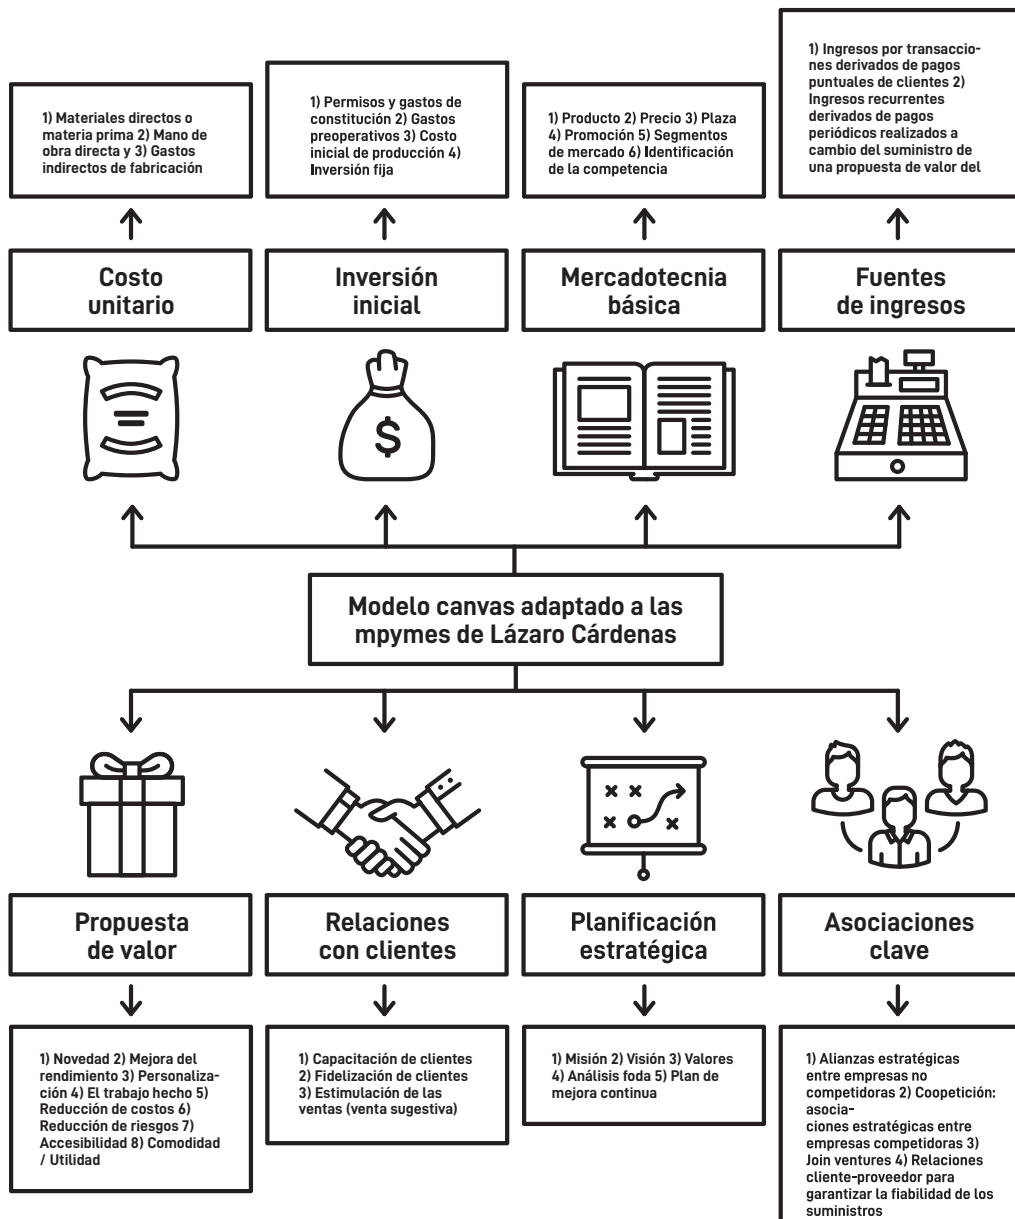 1) Materiales directos o
materia prima 2) Mano de
obra directa y 3) Gastos
indirectos de fabricación
1) Permisos y gastos de
constitución 2) Gastos
preoperativos 3) Costo
inicial de producción 4)
Inversión fija
1) Producto 2) Precio 3) Plaza
4) Promoción 5) Segmentos
de mercado 6) Identificación
de la competencia
1) Ingresos por transaccio-
nes derivados de pagos
puntuales de clientes 2)
Ingresos recurrentes
derivados de pagos
periódicos realizados a
cambio del suministro de
una propuesta de valor del
Costo
unitario
Inversión
inicial
Mercadotecnia
básica
Fuentes
de ingresos
$
Modelo canvas adaptado a las
mpymes de Lázaro Cárdenas
Propuesta
de valor
Relaciones
con clientes
Planificación
estratégica
Asociaciones
clave
1) Novedad 2) Mejora del
rendimiento 3) Personaliza-
ción 4) El trabajo hecho 5)
Reducción de costos 6)
Reducción de riesgos 7)
Accesibilidad 8) Comodidad
/ Utilidad
1) Capacitación de clientes
2) Fidelización de clientes
3) Estimulación de las
ventas (venta sugestiva)
1) Misión 2) Visión 3) Valores
4) Análisis foda 5) Plan de
mejora continua
1) Alianzas estratégicas
entre empresas no
competidoras 2) Coopetición:
asocia-
ciones estratégicas entre
empresas competidoras 3)
Join ventures 4) Relaciones
cliente-proveedor para
garantizar la fiabilidad de los
suministros